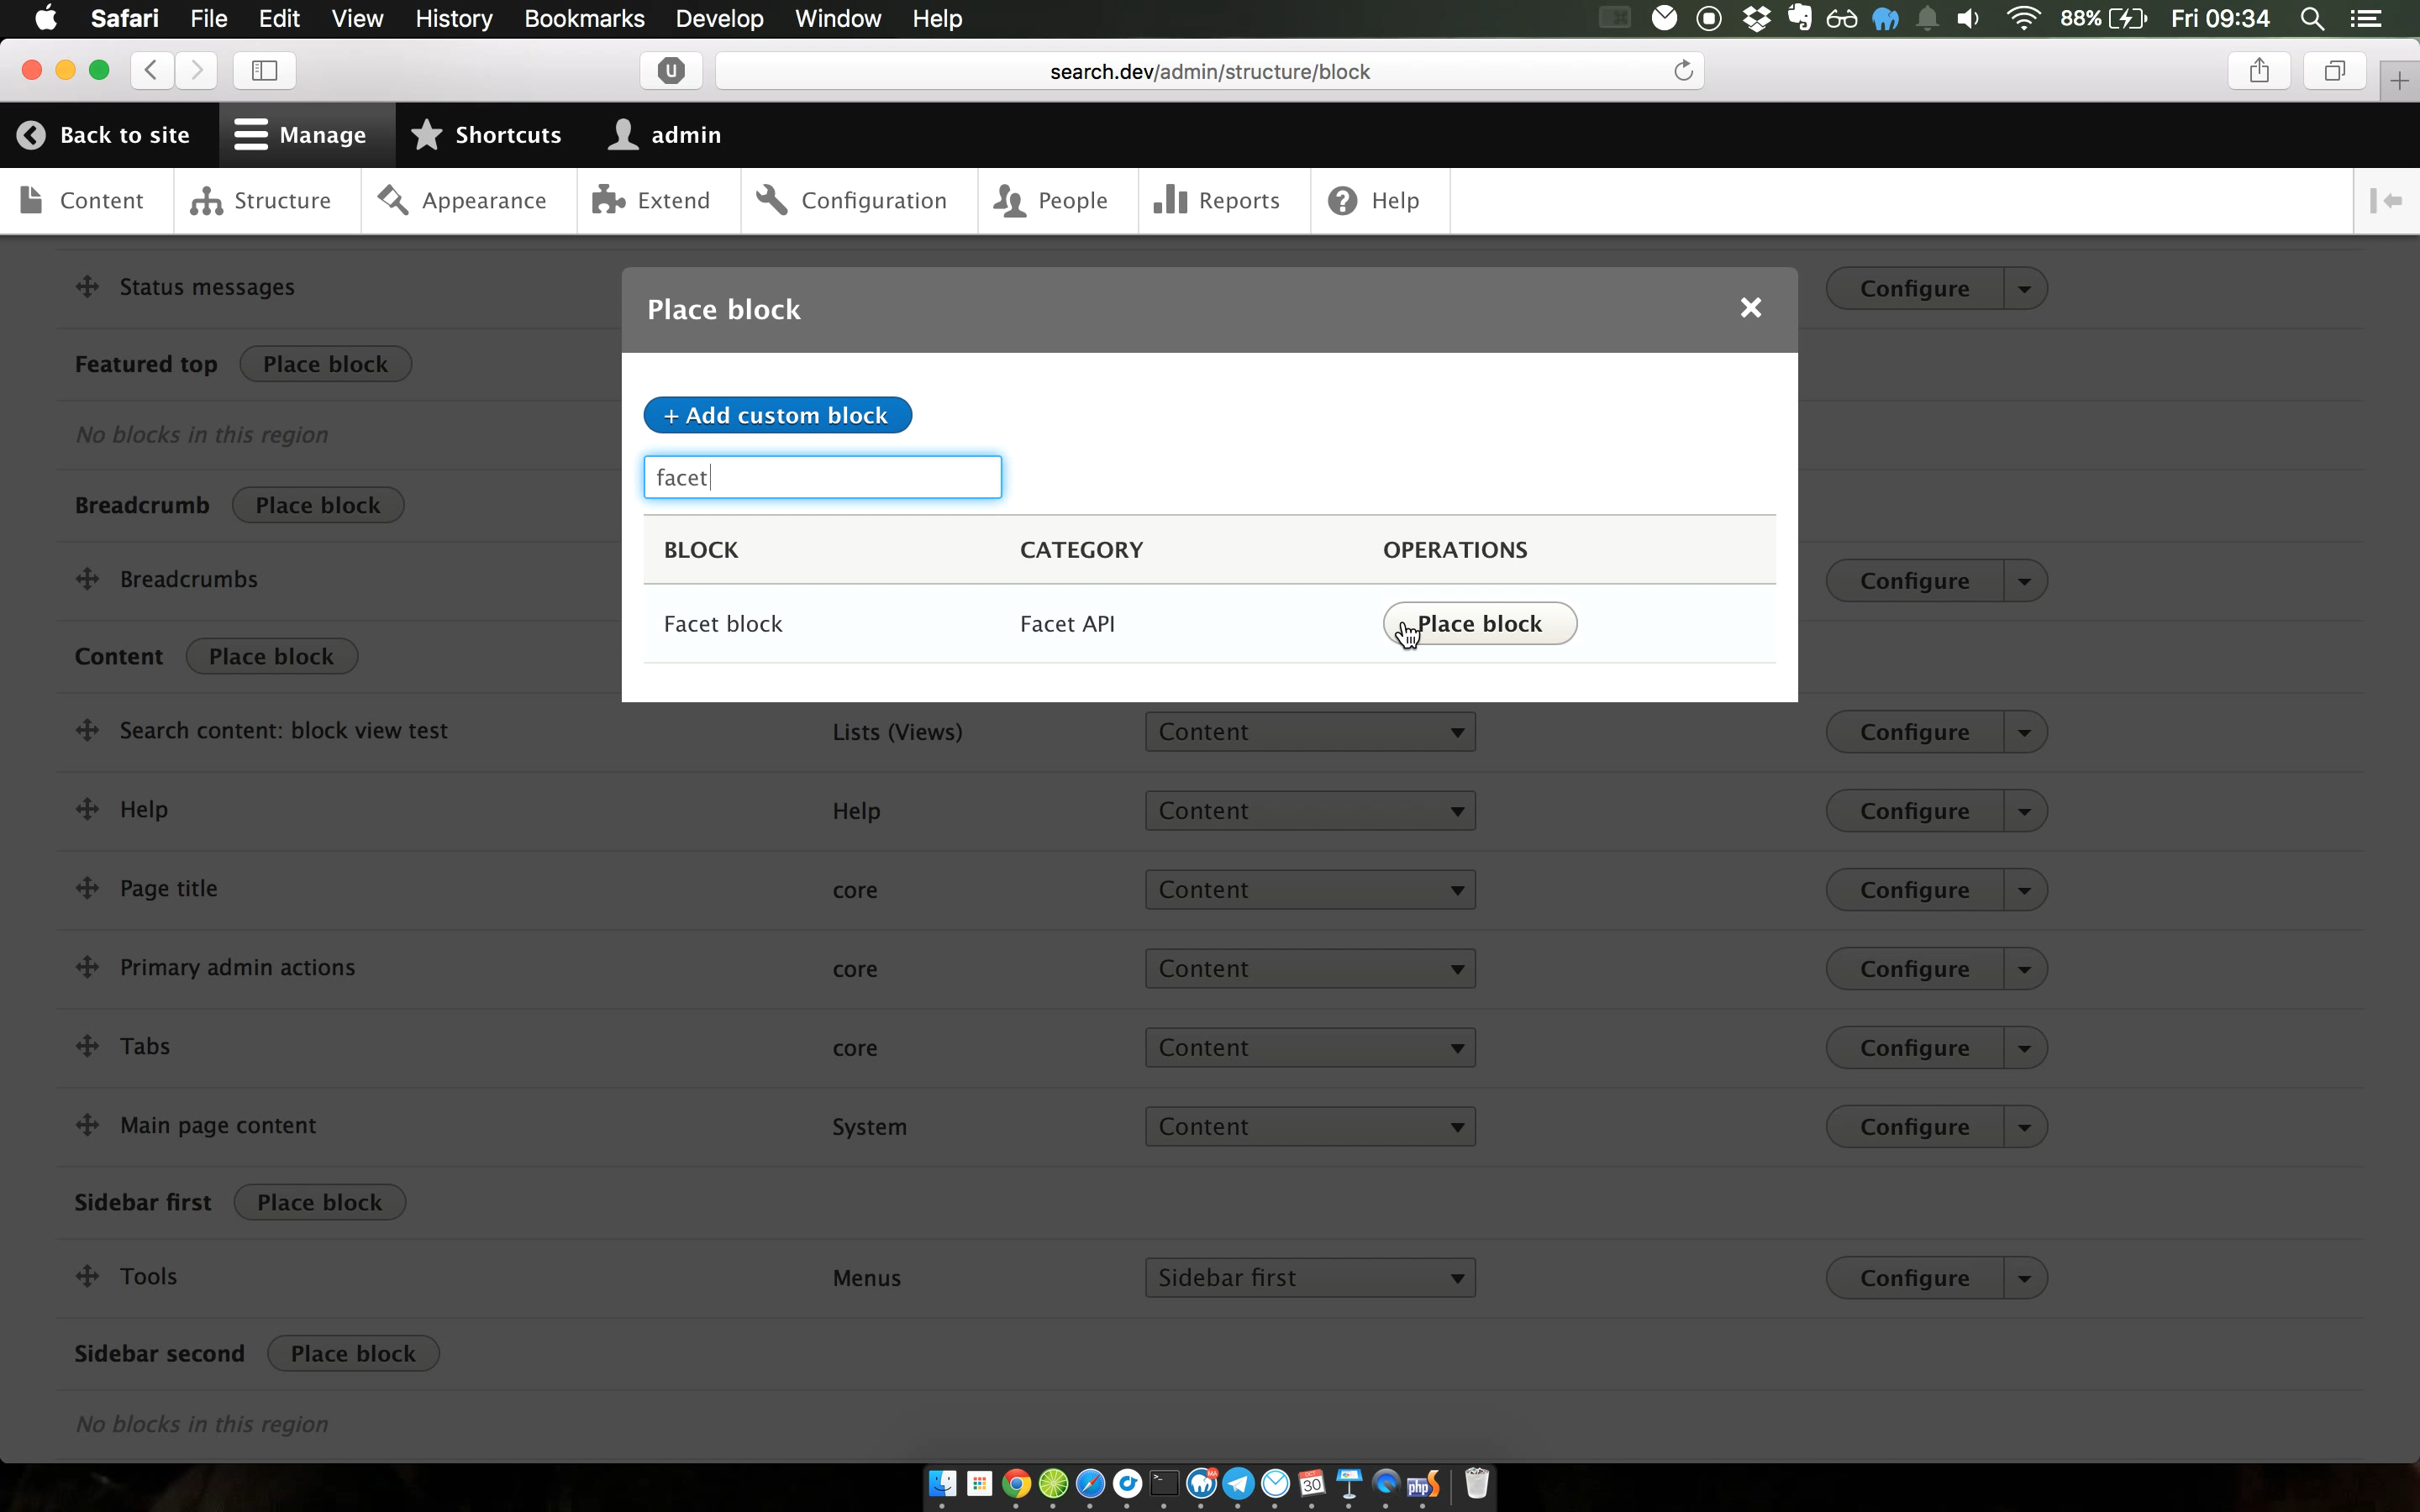 Safari File Edit View History Bookmarks Develop Window Help 88% Fri 09:34
search.dev/admin/structure/block
Back to site Manage Shortcuts admin
Content Structure Appearance Extend Configuration People Reports Help
Status messages Configure
Place block
Featured top Place block
+ Add custom block
No blocks in this region
facet
Breadcrumb Place block
BLOCK CATEGORY OPERATIONS
Breadcrumbs Configure
Facet block Facet API Place block
Content Place block
Search content: block view test Lists (Views) Content Configure
Help Help Content Configure
Page title core Content Configure
Primary admin actions core Content Configure
Tabs core Content Configure
Main page content System Content Configure
Sidebar first Place block
Tools Menus Sidebar first Configure
Sidebar second Place block
No blocks in this region
OCT
30
php